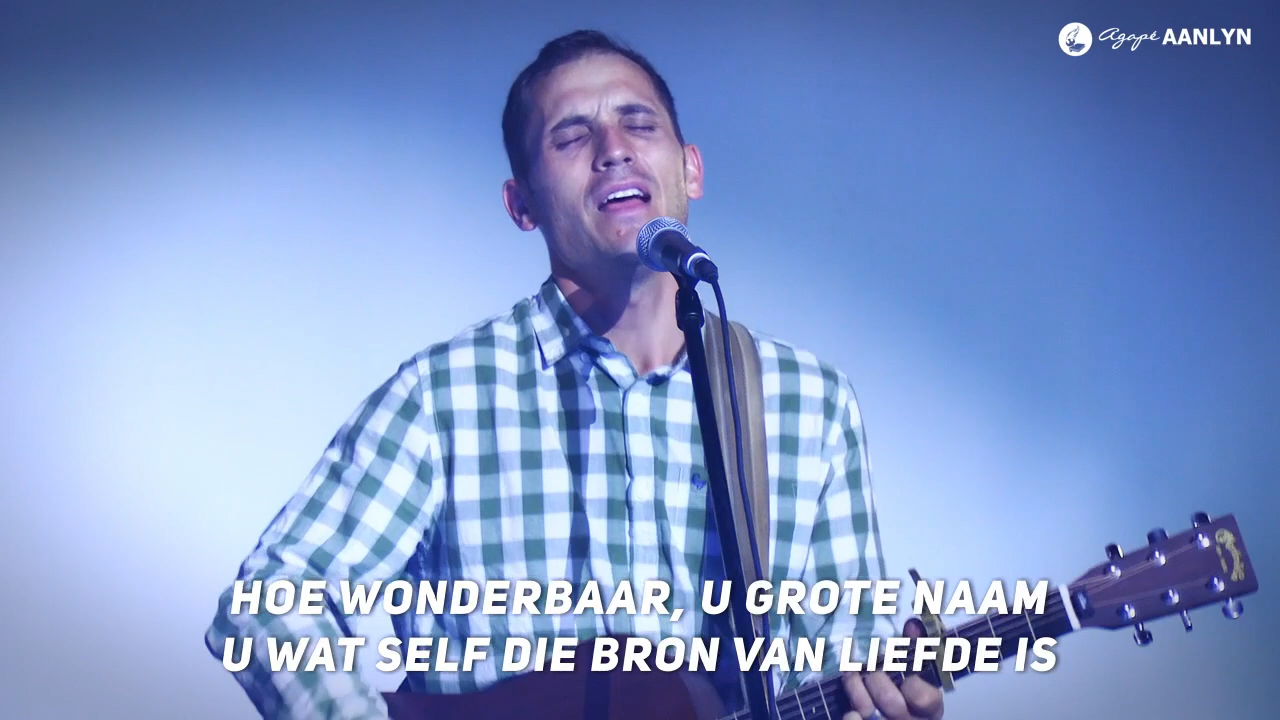 Agapé AANLYN
HOE WONDERBAAR, U GROTE NAAM
U WAT SELF DIE BRON VAN LIEFDE IS